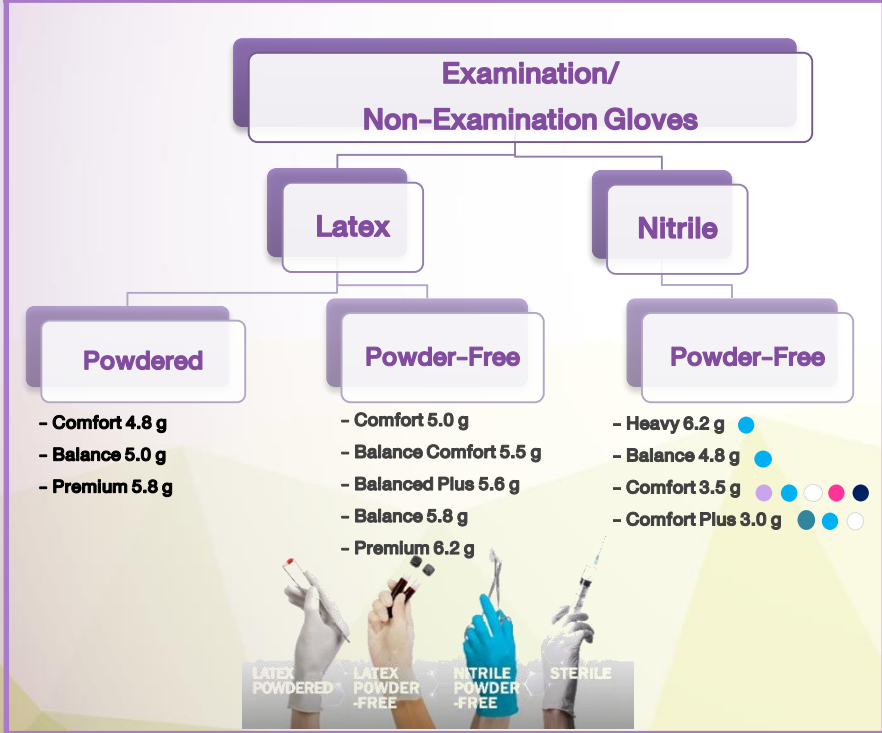 Examination/
Non-Examination Gloves
Latex
Nitrile
Powdered
Powder-Free
Powder-Free
- Comfort 4.8 g
- Balance 5.0 g
- Premium 5.8 g
- Comfort 5.0 g
- Balance Comfort 5.5 g
- Balanced Plus 5.6 g
- Balance 5.8 g
- Premium 6.2 g
- Heavy 6.2 g
- Balance 4.8 g
- Comfort 3.5 g
- Comfort Plus 3.0 g
LATEX
POWDERED
LATEX
POWDER
-FREE
NITRILE
POWDER
-FREE
STERILE